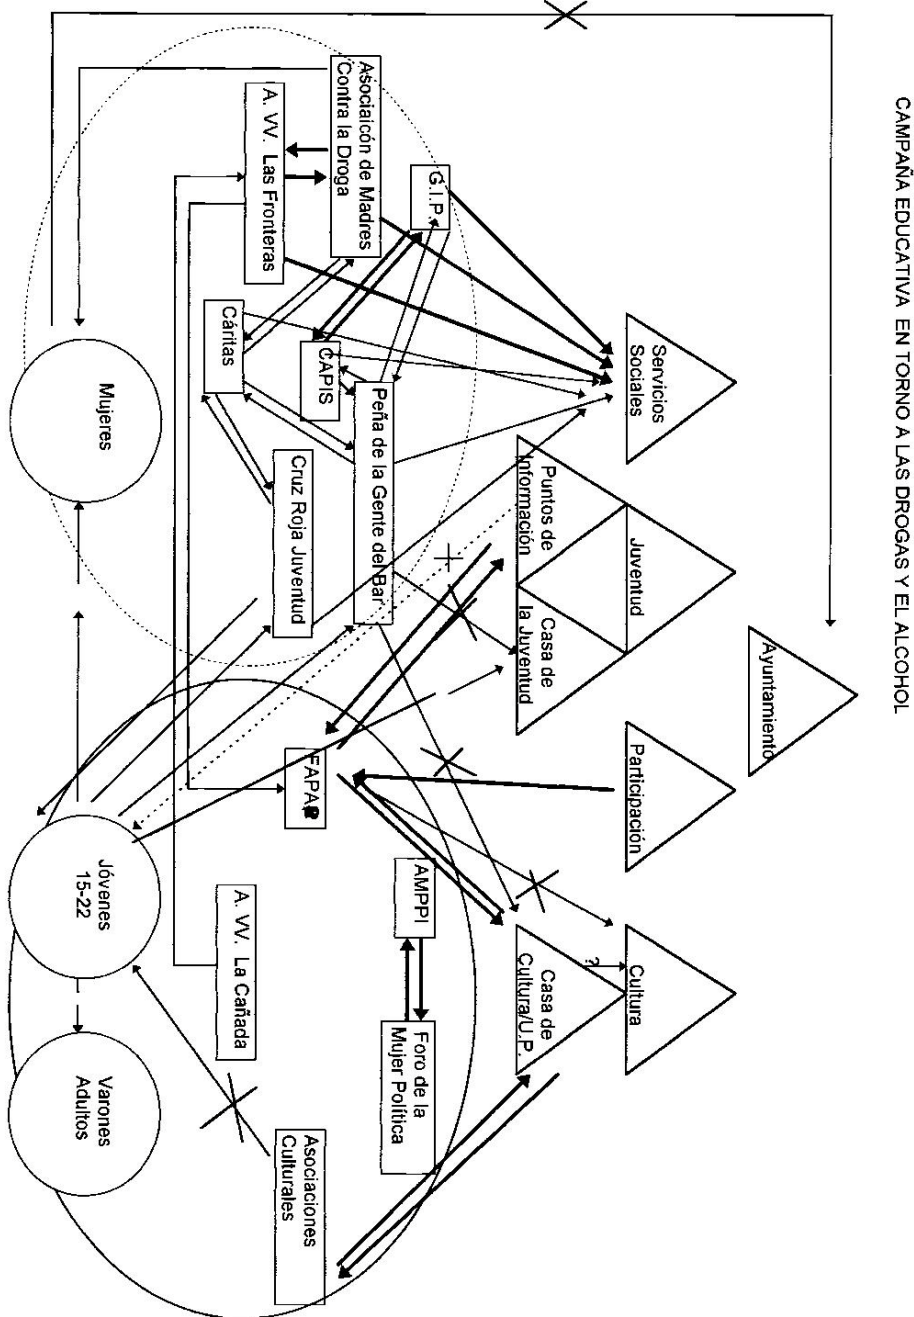 CAMPAÑA EDUCATIVA EN TORNO A LAS DROGAS Y EL ALCOHOL
Ayuntamiento
Servicios
Sociales
Juventud
Participación
Cultura
Puntos de
Información
Casa de
la Juventud
?
Casa de
Cultura/U.P.
G.I.P.
Asociaicón de Madres
Contra la Droga
A. VV. Las Fronteras
Peña de la Gente del Bar
CAPIS
Cáritas
Cruz Roja Juventud
AMPPI
Foro de la
Mujer Política
A. VV. La Cañada
Asociaciones
Culturales
Mujeres
Jóvenes
15-22
Varones
Adultos